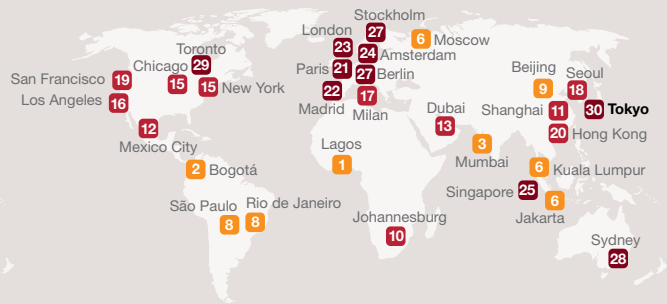 Stockholm
27
London
23
6
Moscow
Toronto
29
24
Amsterdam
Chicago
15
Paris
21
27
Berlin
Beijing
9
Seoul
18
San Francisco
19
15
New York
22
Madrid
17
Milan
Los Angeles
16
Dubai
13
Shanghai
11
30
Tokyo
12
Mexico City
20
Hong Kong
3
Mumbai
Lagos
1
2
Bogotá
6
Kuala Lumpur
Singapore
25
6
Jakarta
São Paulo
8
Rio de Janeiro
8
Johannesburg
10
Sydney
28